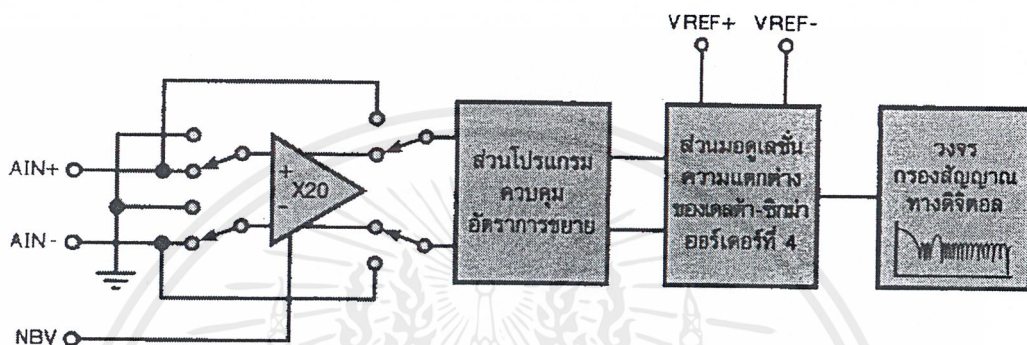 VREF+ VREF-
AIN+
AIN-
NBV
+
X20
-
ส่วนโปรแกรม
ควบคุม
อัตราการขยาย
ส่วนมอดูเลชั่น
ความแตกต่าง
ของเดลต้า-ซิกม่า
ออร์เดอร์ที่ 4
วงจร
กรองสัญญาณ
ทางดิจิตอล